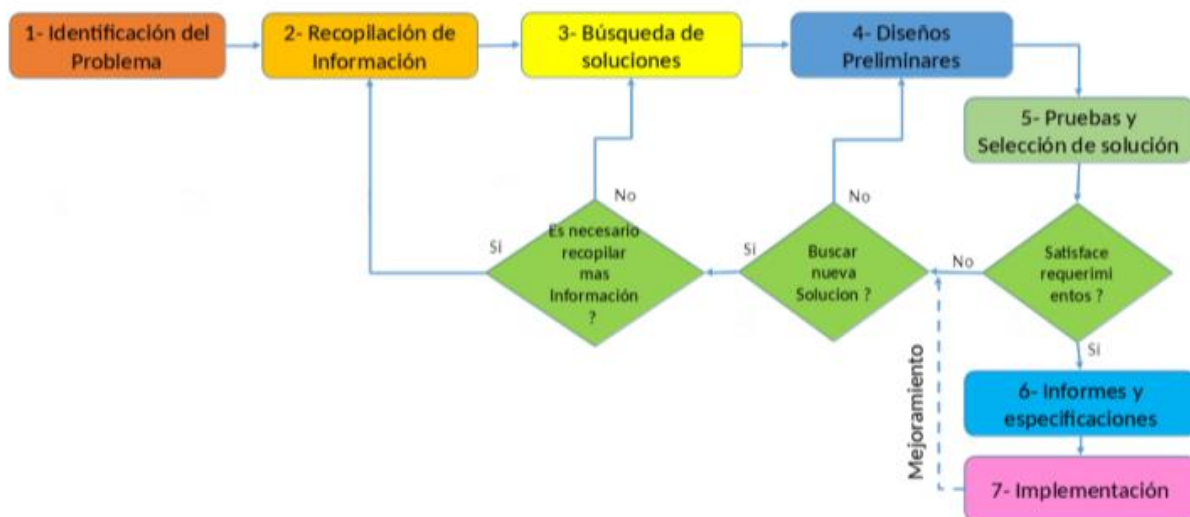 1- Identificación del
Problema
2- Recopilación de
Información
3- Búsqueda de
soluciones
4- Diseños
Preliminares
5- Pruebas y
Selección de solución
No
No
Si
Es necesario
recopilar
mas
Información
?
Si
Buscar
nueva
Solucion ?
No
Satisface
requerimi
entos ?
Si
Mejoramiento
6- Informes y
especificaciones
7- Implementación